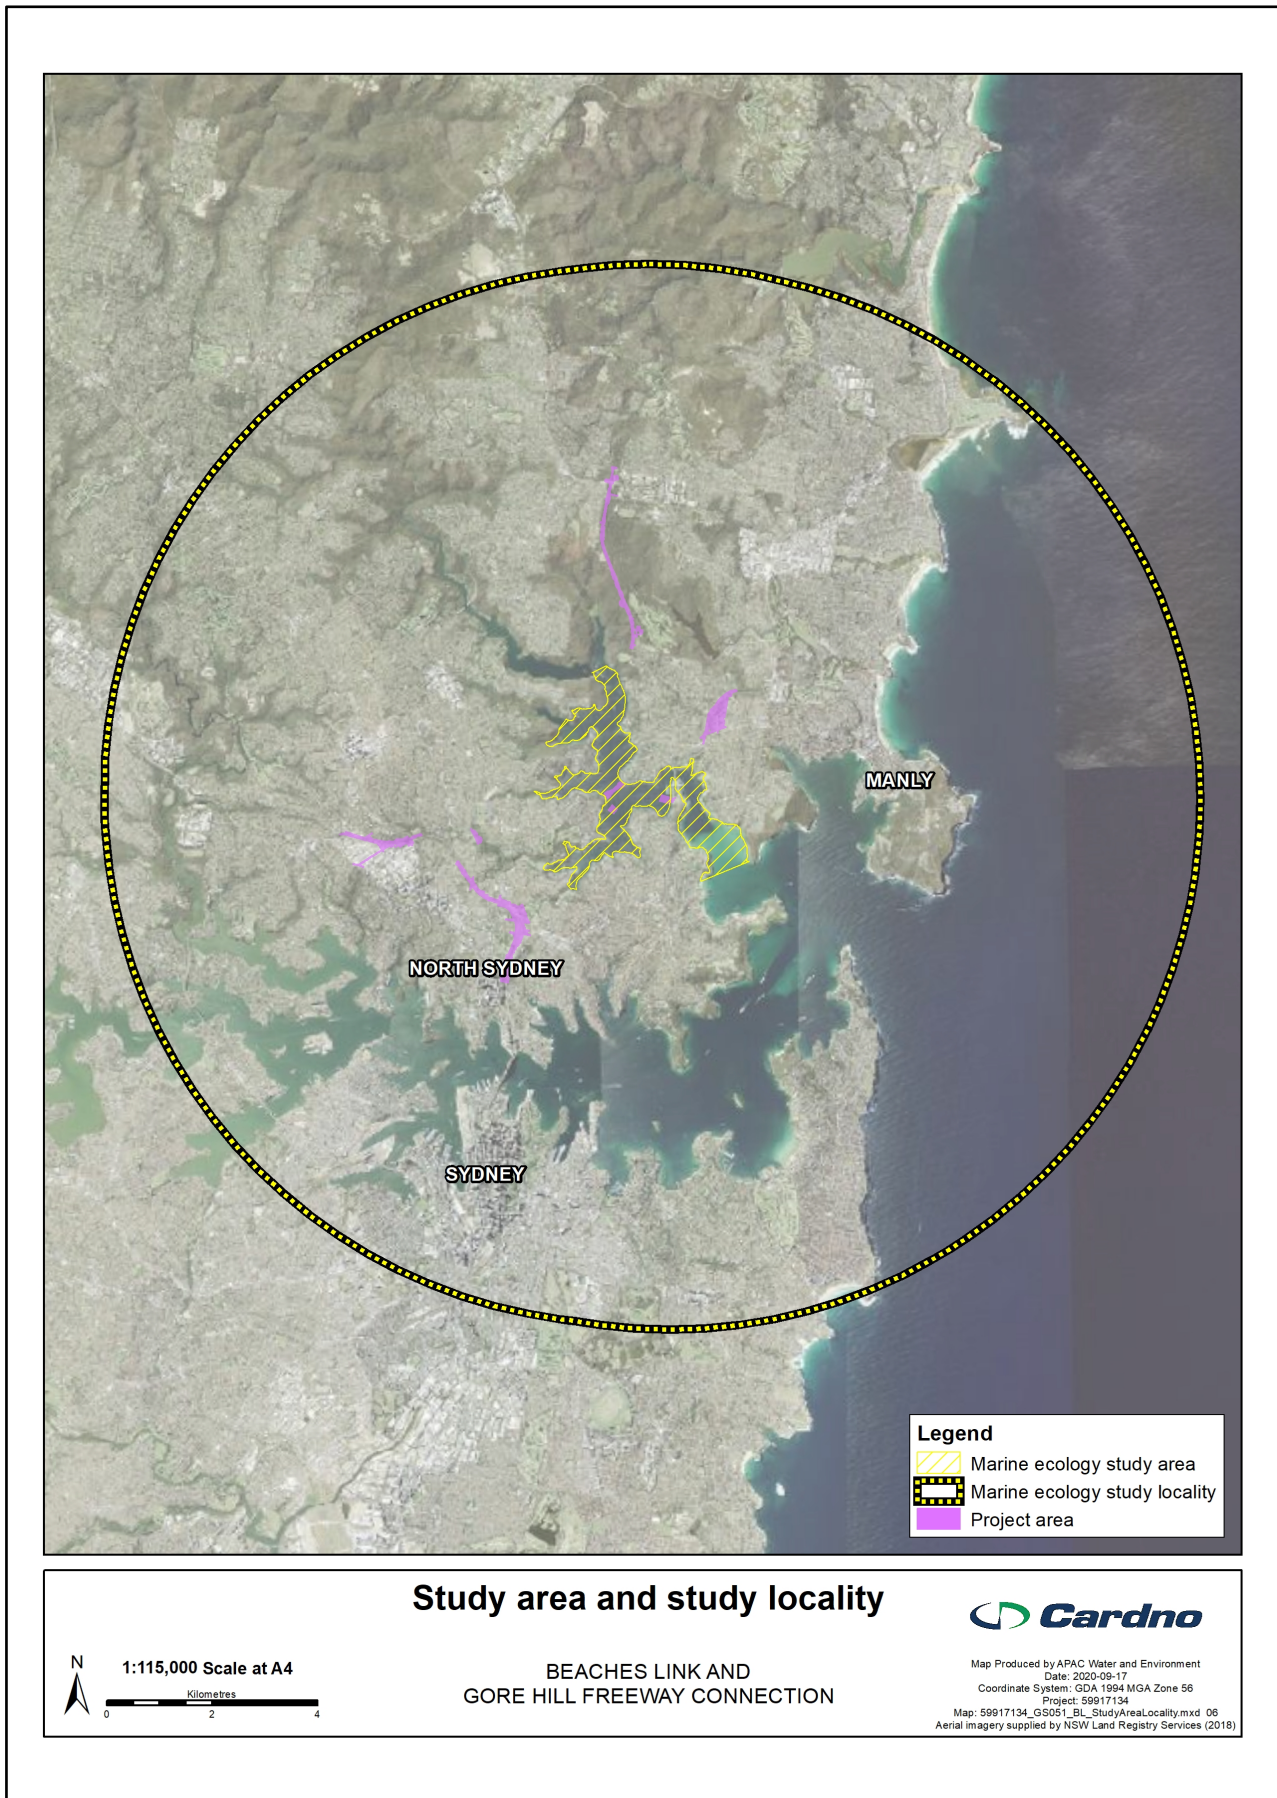 MANLY
NORTH SYDNEY
SYDNEY
Legend
Marine ecology study area
Marine ecology study locality
Project area
Study area and study locality
Cardno
N
1:115,000 Scale at A4
Kilometres
0 2 4
BEACHES LINK AND
GORE HILL FREEWAY CONNECTION
Map Produced by APAC Water and Environment
Date: 2020-09-17
Coordinate System: GDA 1994 MGA Zone 56
Project: 59917134
Map: 59917134_GS051_BL_StudyAreaLocality.mxd 06
Aerial imagery supplied by NSW Land Registry Services (2018)